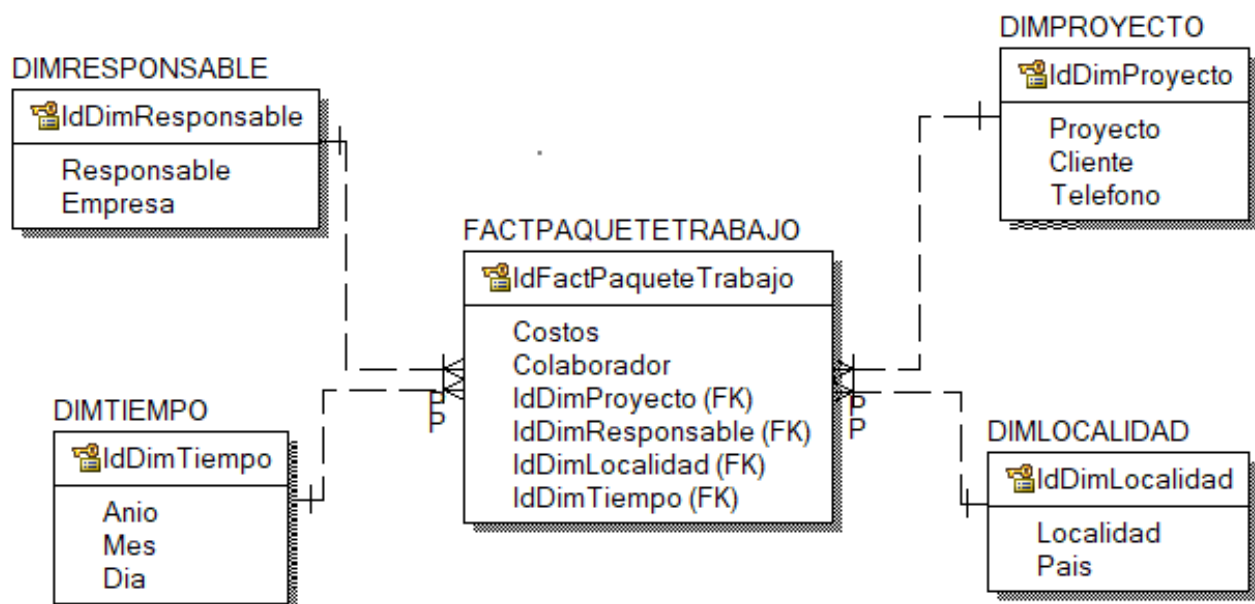 DIMRESPONSABLE
IdDimResponsable
Responsable
Empresa
DIMPROYECTO
IdDimProyecto
Proyecto
Cliente
Telefono
FACTPAQUETETRABAJO
IdFactPaqueteTrabajo
Costos
Colaborador
IdDimProyecto (FK)
IdDimResponsable (FK)
IdDimLocalidad (FK)
IdDimTiempo (FK)
P
P
P
P
DIMTIEMPO
IdDimTiempo
Anio
Mes
Dia
DIMLOCALIDAD
IdDimLocalidad
Localidad
Pais